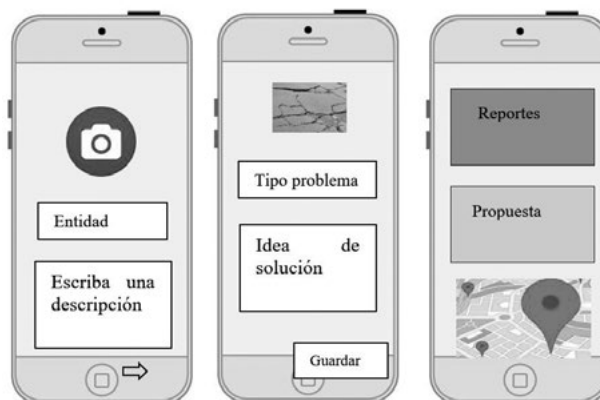 Entidad
Escriba una
descripción
Tipo problema
Idea de
solución
Guardar
Reportes
Propuesta